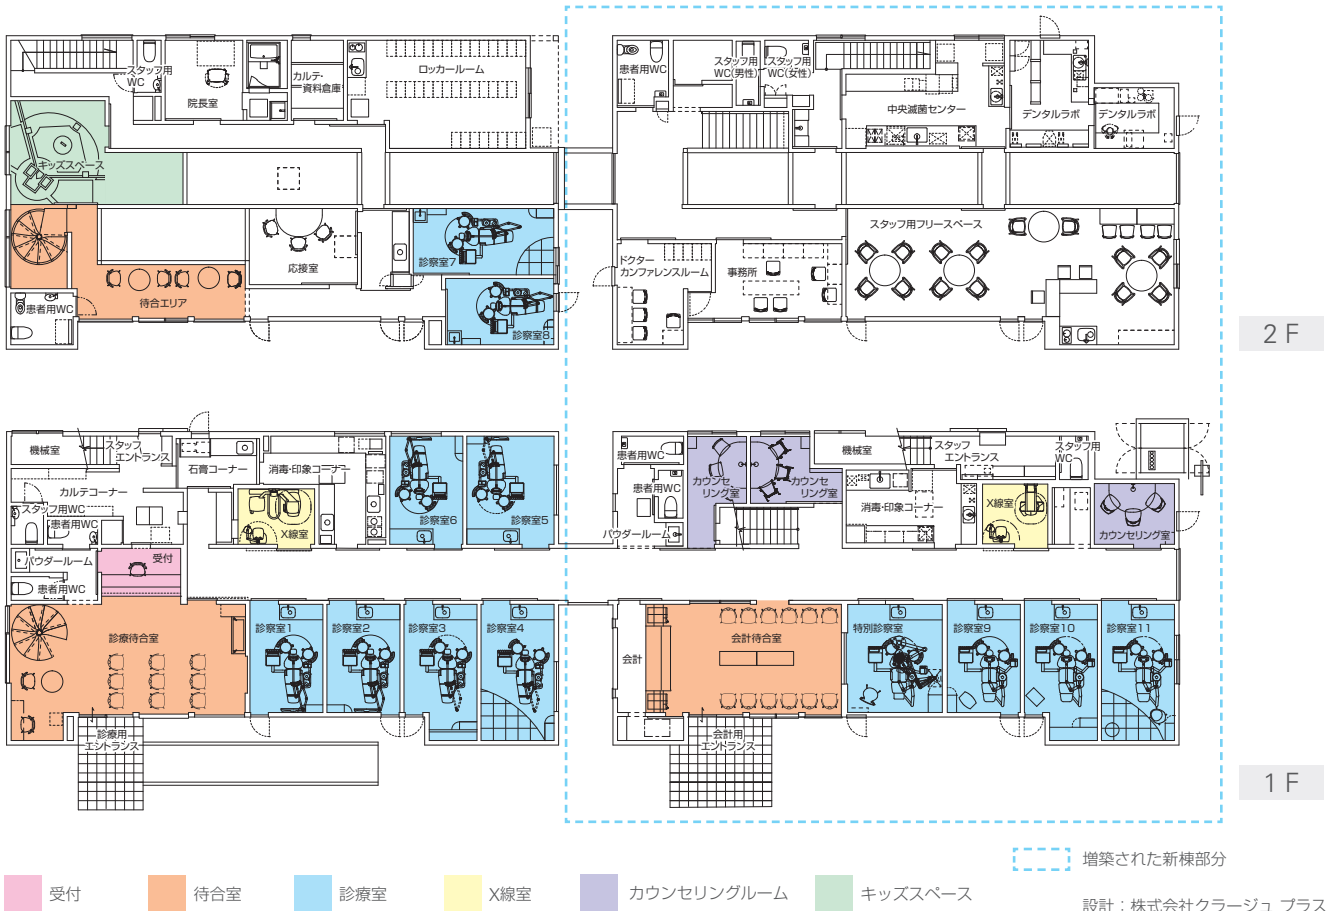 スタッフ用
WC
院長室
カルテ・
資料倉庫
ロッカールーム
患者用WC
スタッフ用
WC(男性)
スタッフ用
WC(女性)
中央滅菌センター
デンタルラボ
デンタルラボ
キッズスペース
待合エリア
患者用WC
応接室
診察室7
診察室8
ドクター
カンファレンスルーム
事務所
スタッフ用フリースペース
2F
機械室
スタッフ
エントランス
石膏コーナー
消毒・印象コーナー
カルテコーナー
スタッフ用WC
患者用WC
パウダールーム
患者用WC
受付
X線室
診察室6
診察室5
患者用WC
患者用WC
パウダールーム
カウンセ
リング室
カウンセ
リング室
機械室
スタッフ
エントランス
スタッフ用
WC
消毒・印象コーナー
X線室
カウンセリング室
診療待合室
診察室1
診察室2
診察室3
診察室4
会計
会計待合室
特別診察室
診察室9
診察室10
診察室11
診療用
エントランス
会計用
エントランス
1F
増築された新棟部分
受付
待合室
診療室
X線室
カウンセリングルーム
キッズスペース
設計：株式会社クラージュ プラス